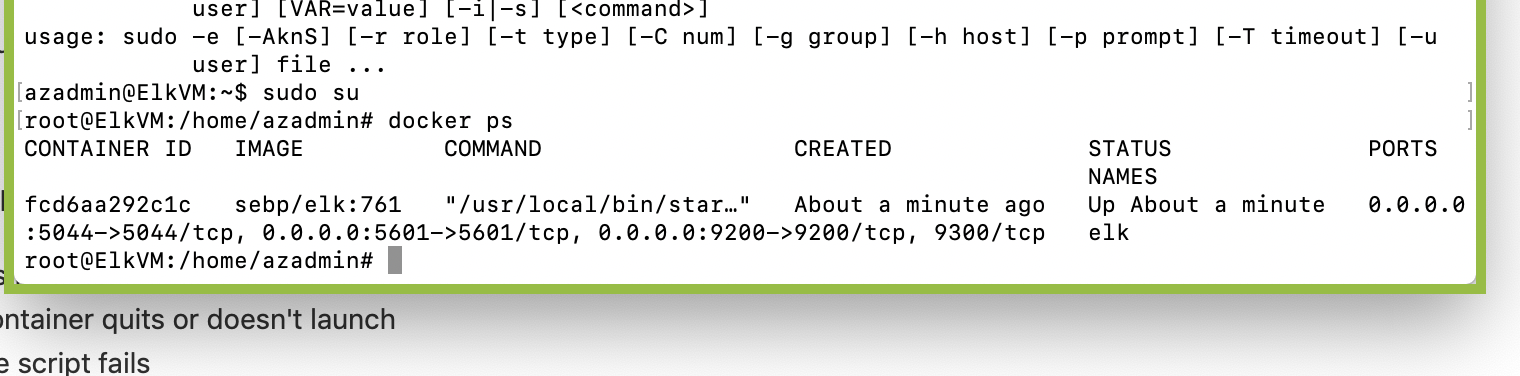 user] [VAR=value] [-i|-s] [<command>]
usage: sudo -e [-AknS] [-r role] [-t type] [-C num] [-g group] [-h host] [-p prompt] [-T timeout] [-u
user] file ...
[azadmin@ElkVM:~$ sudo su ]
[root@ElkVM:/home/azadmin# docker ps ]
CONTAINER ID IMAGE COMMAND CREATED STATUS PORTS
NAMES
fcd6aa292c1c sebp/elk:761 "/usr/local/bin/star…" About a minute ago Up About a minute 0.0.0.0
:5044->5044/tcp, 0.0.0.0:5601->5601/tcp, 0.0.0.0:9200->9200/tcp, 9300/tcp elk
root@ElkVM:/home/azadmin#
ontainer quits or doesn't launch
e script fails